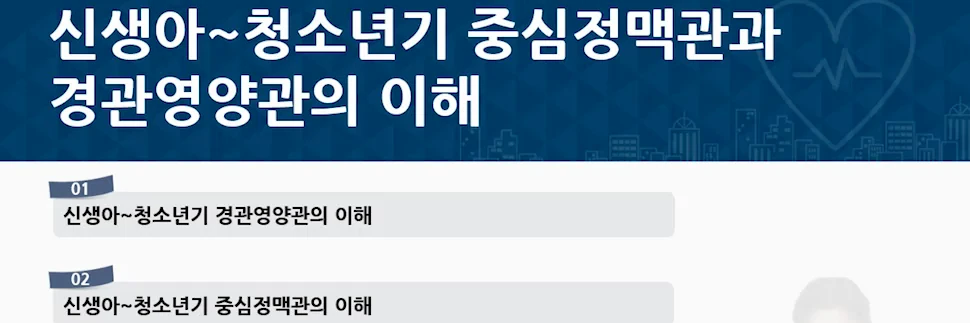 신생아~청소년기 중심정맥관과
경관영양관의 이해
01
신생아~청소년기 경관영양관의 이해
02
신생아~청소년기 중심정맥관의 이해